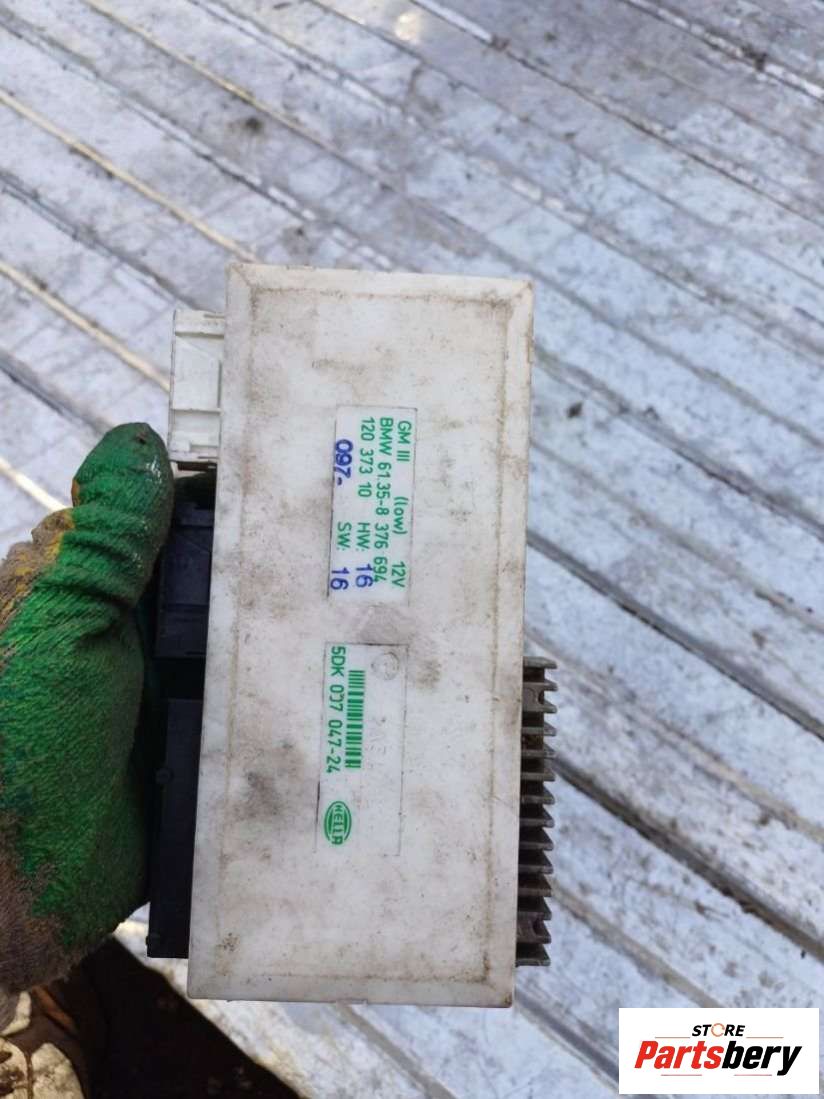 GM III (low) 12V
BMW 61.35-8 376 694
120 373 10 HW: 16
097- SW: 16
5DK 007 047-24
HELLA
STORE
Partsbery